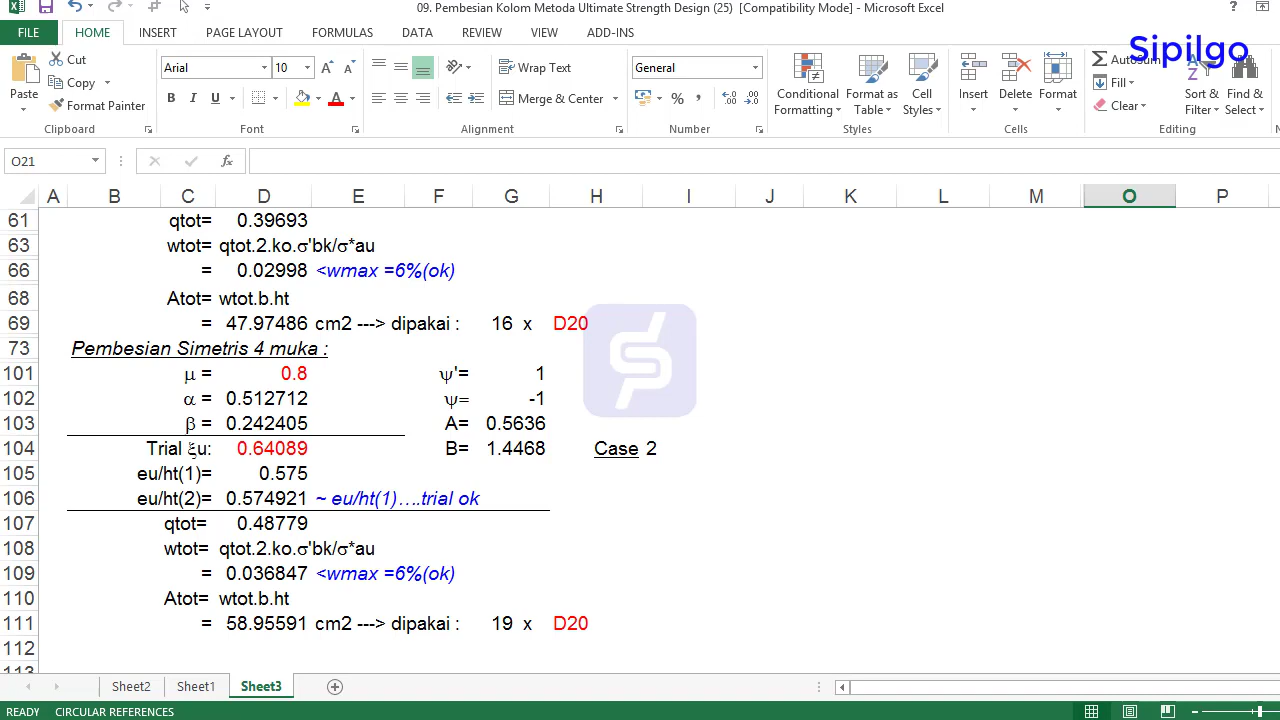 09. Pembesian Kolom Metoda Ultimate Strength Design (25) [Compatibility Mode] - Microsoft Excel
FILE HOME INSERT PAGE LAYOUT FORMULAS DATA REVIEW VIEW ADD-INS
Sipilgo
Paste
Cut
Copy
Format Painter
Clipboard
Arial 10
B I U
Font
Wrap Text
Merge & Center
Alignment
General
Number
Conditional Formatting
Format as Table
Cell Styles
Styles
Insert Delete Format
Cells
AutoSum
Fill
Clear
Sort & Filter
Find & Select
Editing
O21 fx
A B C D E F G H I J K L M O P
61 qtot= 0.39693
63 wtot= qtot.2.ko.σ'bk/σ*au
66 = 0.02998 <wmax =6%(ok)
68 Atot= wtot.b.ht
69 = 47.97486 cm2 ---> dipakai : 16 x D20
73 Pembesian Simetris 4 muka :
101 μ = 0.8 ψ'= 1
102 α = 0.512712 ψ= -1
103 β = 0.242405 A= 0.5636
104 Trial ξu: 0.64089 B= 1.4468 Case 2
105 eu/ht(1)= 0.575
106 eu/ht(2)= 0.574921 ~ eu/ht(1)….trial ok
107 qtot= 0.48779
108 wtot= qtot.2.ko.σ'bk/σ*au
109 = 0.036847 <wmax =6%(ok)
110 Atot= wtot.b.ht
111 = 58.95591 cm2 ---> dipakai : 19 x D20
112
113
Sheet2 Sheet1 Sheet3
READY CIRCULAR REFERENCES